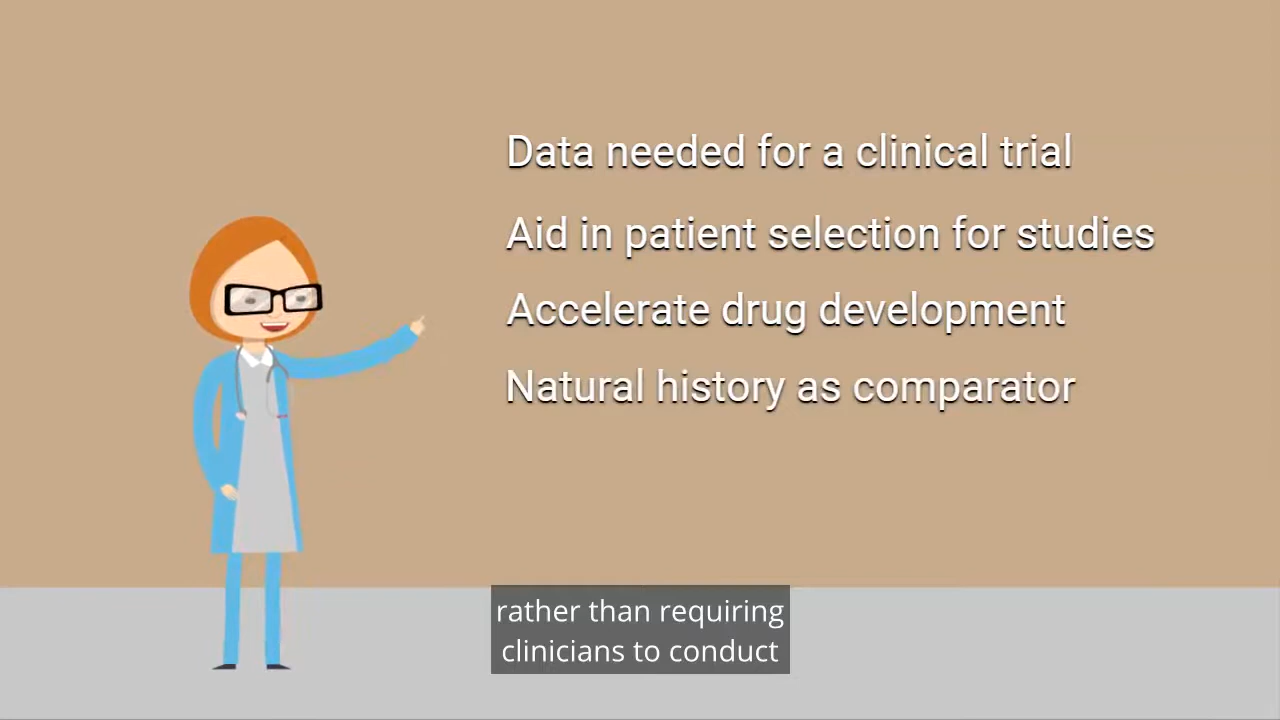 Data needed for a clinical trial
Aid in patient selection for studies
Accelerate drug development
Natural history as comparator
rather than requiring
clinicians to conduct